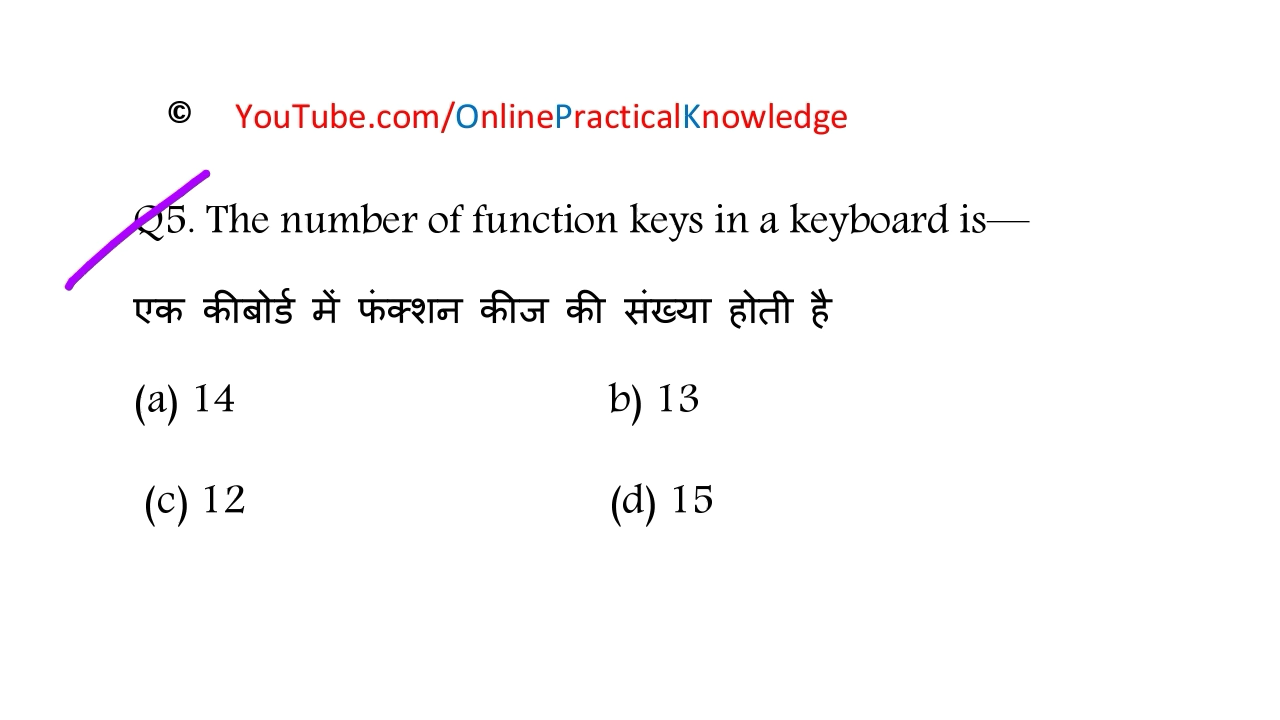 © YouTube.com/OnlinePracticalKnowledge
Q5. The number of function keys in a keyboard is—
एक कीबोर्ड में फंक्शन कीज की संख्या होती है
(a) 14 b) 13
(c) 12 (d) 15